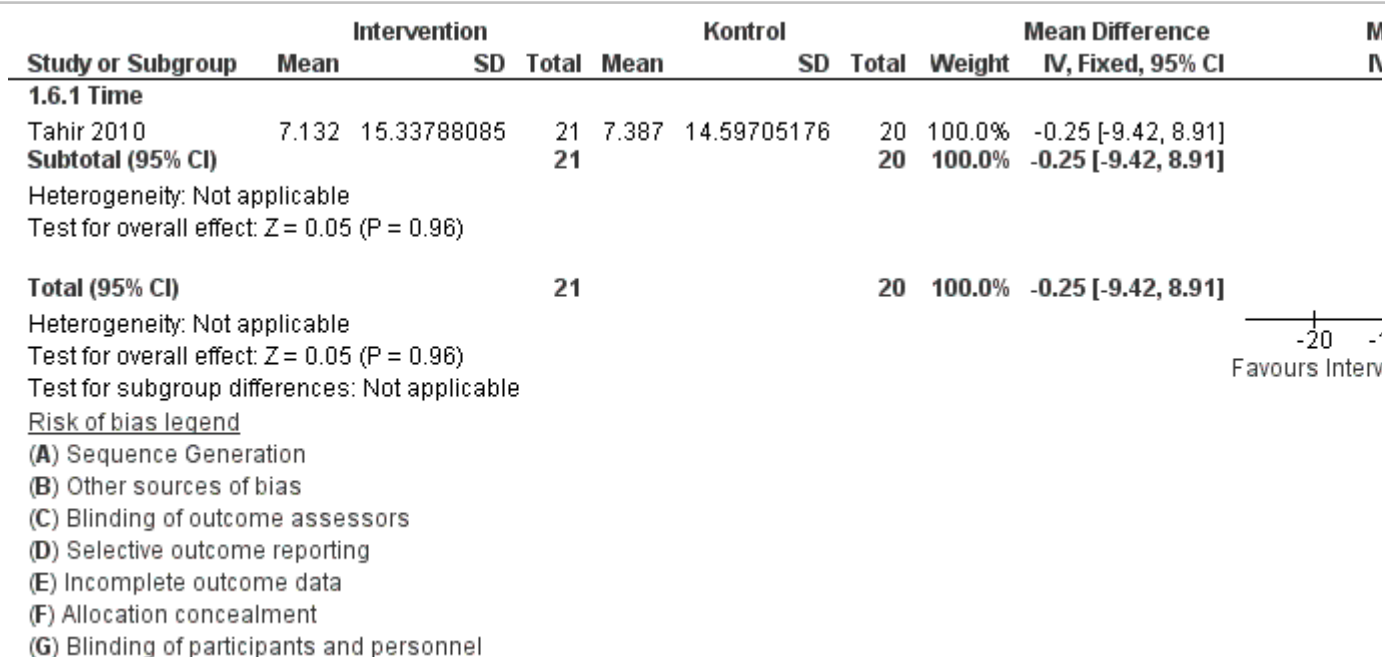 Intervention Kontrol Mean Difference M
Study or Subgroup Mean SD Total Mean SD Total Weight IV, Fixed, 95% CI IV
1.6.1 Time
Tahir 2010 7.132 15.33788085 21 7.387 14.59705176 20 100.0% -0.25 [-9.42, 8.91]
Subtotal (95% CI) 21 20 100.0% -0.25 [-9.42, 8.91]
Heterogeneity: Not applicable
Test for overall effect: Z = 0.05 (P = 0.96)
Total (95% CI) 21 20 100.0% -0.25 [-9.42, 8.91]
Heterogeneity: Not applicable
-20
Test for overall effect: Z = 0.05 (P = 0.96)
Favours Interv
Test for subgroup differences: Not applicable
Risk of bias legend
(A) Sequence Generation
(B) Other sources of bias
(C) Blinding of outcome assessors
(D) Selective outcome reporting
(E) Incomplete outcome data
(F) Allocation concealment
(G) Blinding of participants and personnel